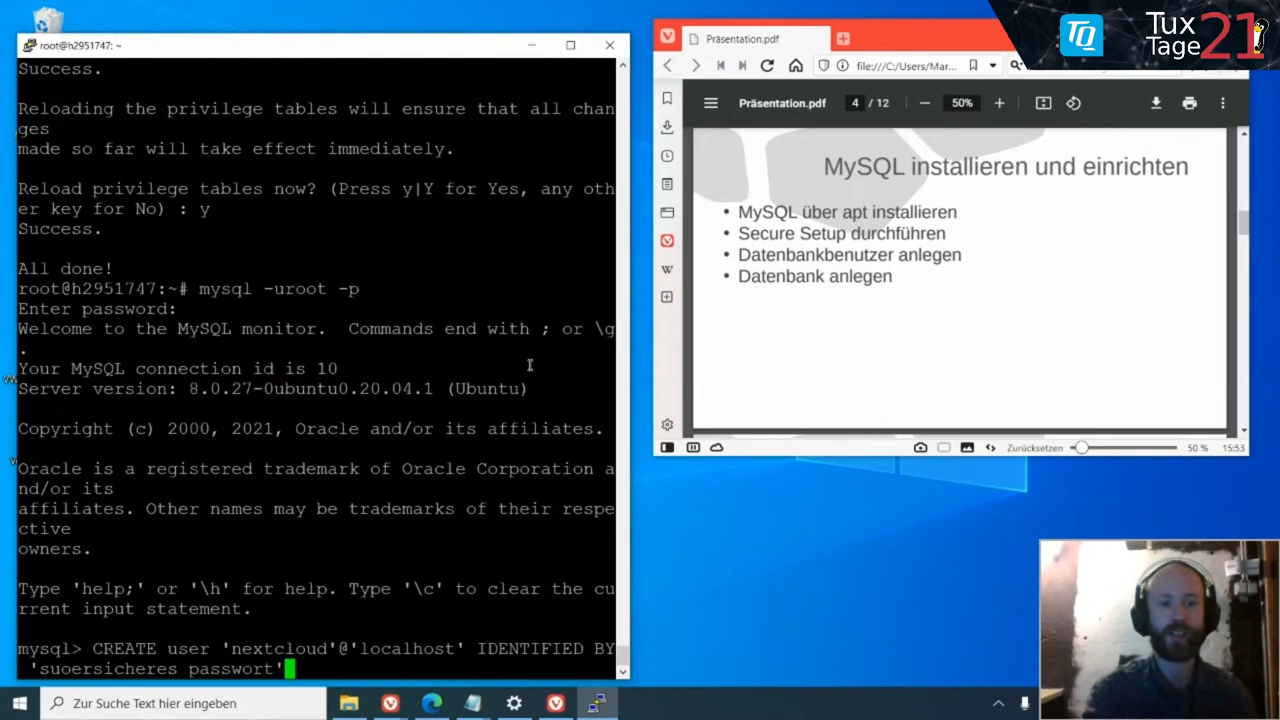 root@h2951747: ~
Success.
Reloading the privilege tables will ensure that all chan
ges
made so far will take effect immediately.
Reload privilege tables now? (Press y|Y for Yes, any oth
er key for No) : y
Success.
All done!
root@h2951747:~# mysql -uroot -p
Enter password:
Welcome to the MySQL monitor.  Commands end with ; or \g
.
Your MySQL connection id is 10
Server version: 8.0.27-0ubuntu0.20.04.1 (Ubuntu)
Copyright (c) 2000, 2021, Oracle and/or its affiliates.
Oracle is a registered trademark of Oracle Corporation a
nd/or its
affiliates. Other names may be trademarks of their respe
ctive
owners.
Type 'help;' or '\h' for help. Type '\c' to clear the cu
rrent input statement.
mysql> CREATE user 'nextcloud'@'localhost' IDENTIFIED BY
'suoersicheres passwort'
Präsentation.pdf
file:///C:/Users/Mar...
Präsentation.pdf 4 / 12 50%
MySQL installieren und einrichten
• MySQL über apt installieren
• Secure Setup durchführen
• Datenbankbenutzer anlegen
• Datenbank anlegen
Zurücksetzen 50 % 15:53
TQ
Tux
Tage
21
Zur Suche Text hier eingeben